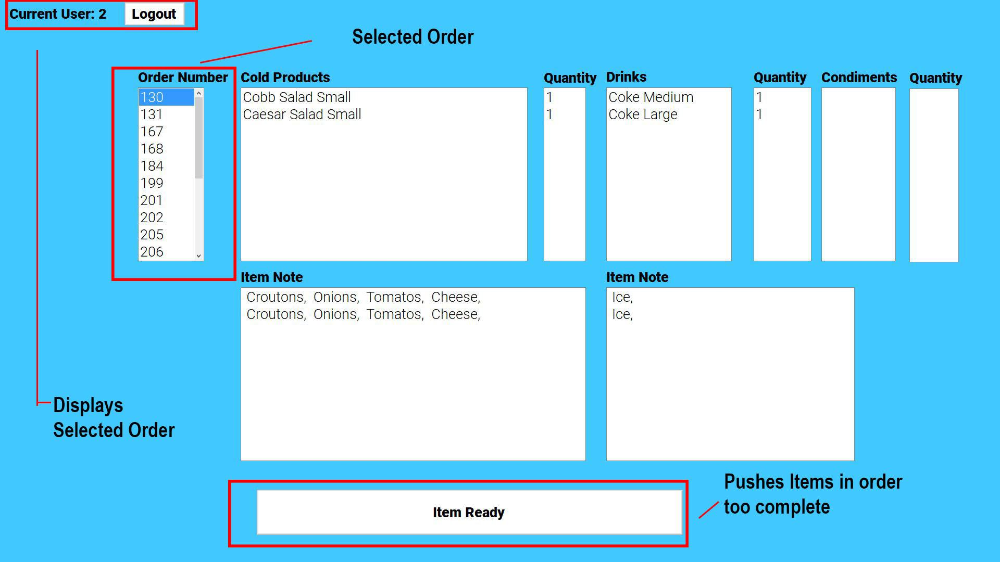 Current User: 2 Logout
Selected Order
Order Number Cold Products Quantity Drinks Quantity Condiments Quantity
130 Cobb Salad Small 1 Coke Medium 1
131 Caesar Salad Small 1 Coke Large 1
167
168
184
199
201
202
205
206
Item Note Item Note
Croutons, Onions, Tomatos, Cheese, Ice,
Croutons, Onions, Tomatos, Cheese, Ice,
Displays
Selected Order
Pushes Items in order
too complete
Item Ready